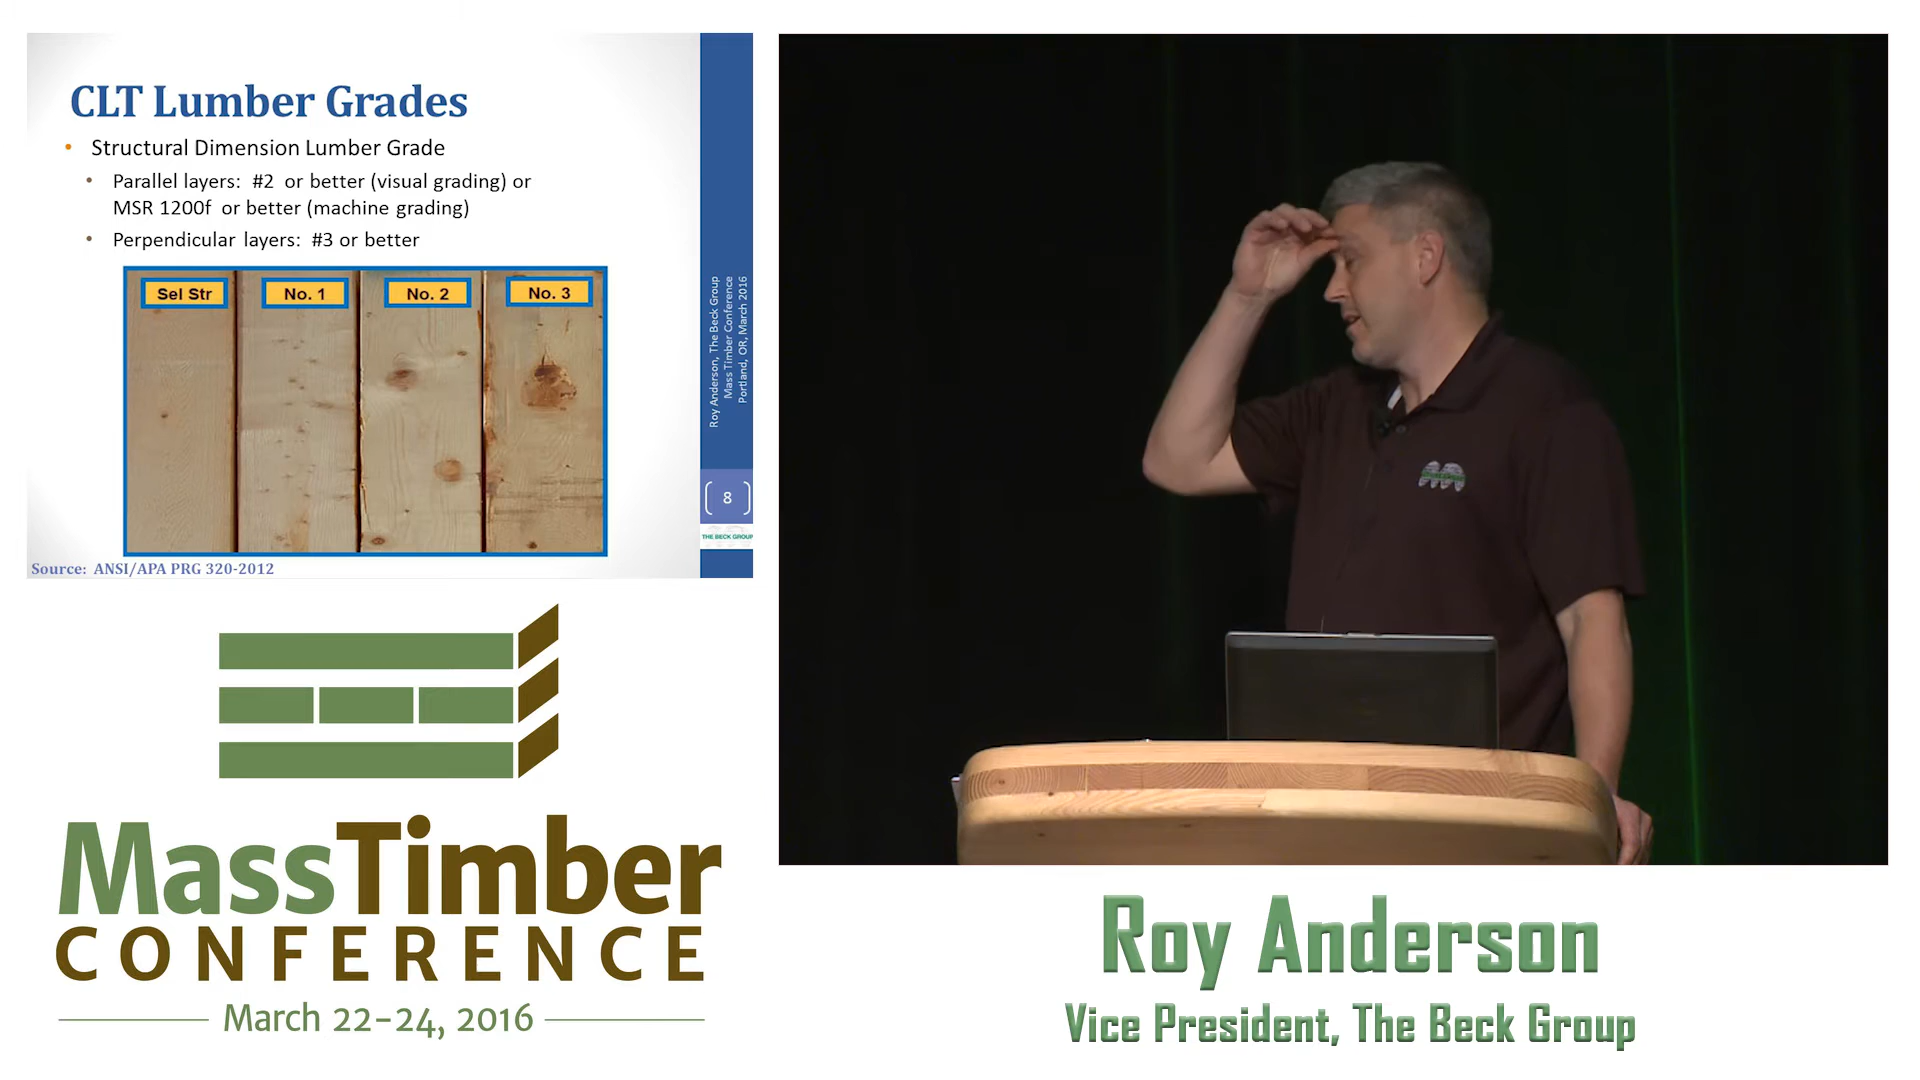 CLT Lumber Grades
• Structural Dimension Lumber Grade
• Parallel layers: #2 or better (visual grading) or
MSR 1200f or better (machine grading)
• Perpendicular layers: #3 or better
Sel Str
No. 1
No. 2
No. 3
Source: ANSI/APA PRG 320-2012
Roy Anderson, The Beck Group
Mass Timber Conference
Portland, OR, March 2016
8
THE BECK GROUP
MassTimber
CONFERENCE
March 22–24, 2016
Roy Anderson
Vice President, The Beck Group